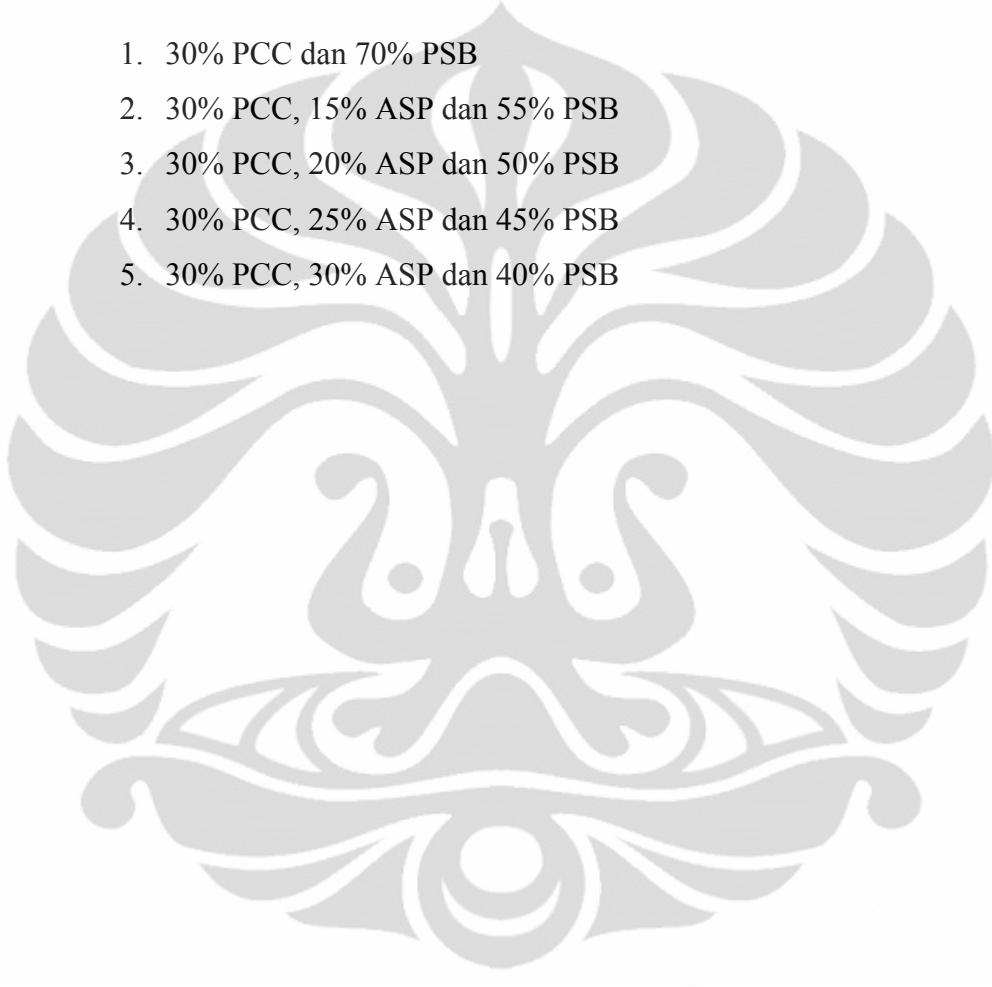 1. 30% PCC dan 70% PSB
2. 30% PCC, 15% ASP dan 55% PSB
3. 30% PCC, 20% ASP dan 50% PSB
4. 30% PCC, 25% ASP dan 45% PSB
5. 30% PCC, 30% ASP dan 40% PSB